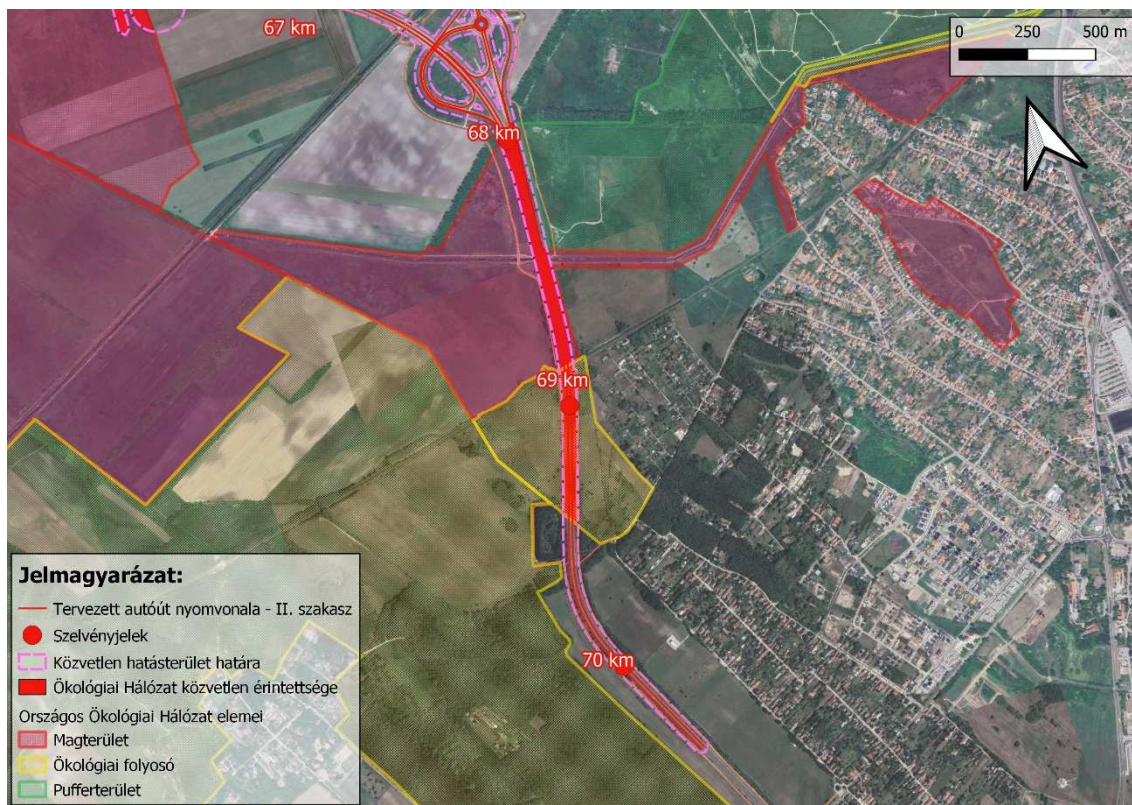 67 km
0 250 500 m
68 km
69 km
70 km
Jelmagyarázat:
Tervezett autóút nyomvonala - II. szakasz
Szelvényjelek
Közvetlen hatásterület határa
Ökológiai Hálózat közvetlen érintettsége
Országos Ökológiai Hálózat elemei
Magterület
Ökológiai folyosó
Pufferterület